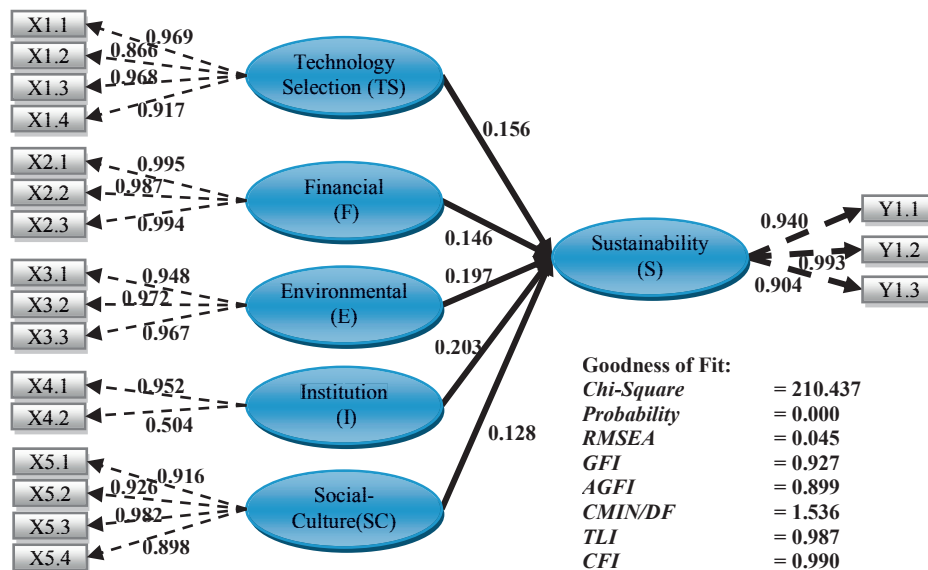 X1.1
X1.2
X1.3
X1.4
0.969
0.866
0.968
0.917
Technology
Selection (TS)
0.156
X2.1
X2.2
X2.3
0.995
0.987
0.994
Financial
(F)
0.146
X3.1
X3.2
X3.3
0.948
0.972
0.967
Environmental
(E)
0.197
X4.1
X4.2
0.952
0.504
Institution
(I)
0.203
X5.1
X5.2
X5.3
X5.4
0.916
0.926
0.982
0.898
Social-
Culture(SC)
0.128
Sustainability
(S)
0.940
0.993
0.904
Y1.1
Y1.2
Y1.3
Goodness of Fit:
Chi-Square = 210.437
Probability = 0.000
RMSEA = 0.045
GFI = 0.927
AGFI = 0.899
CMIN/DF = 1.536
TLI = 0.987
CFI = 0.990